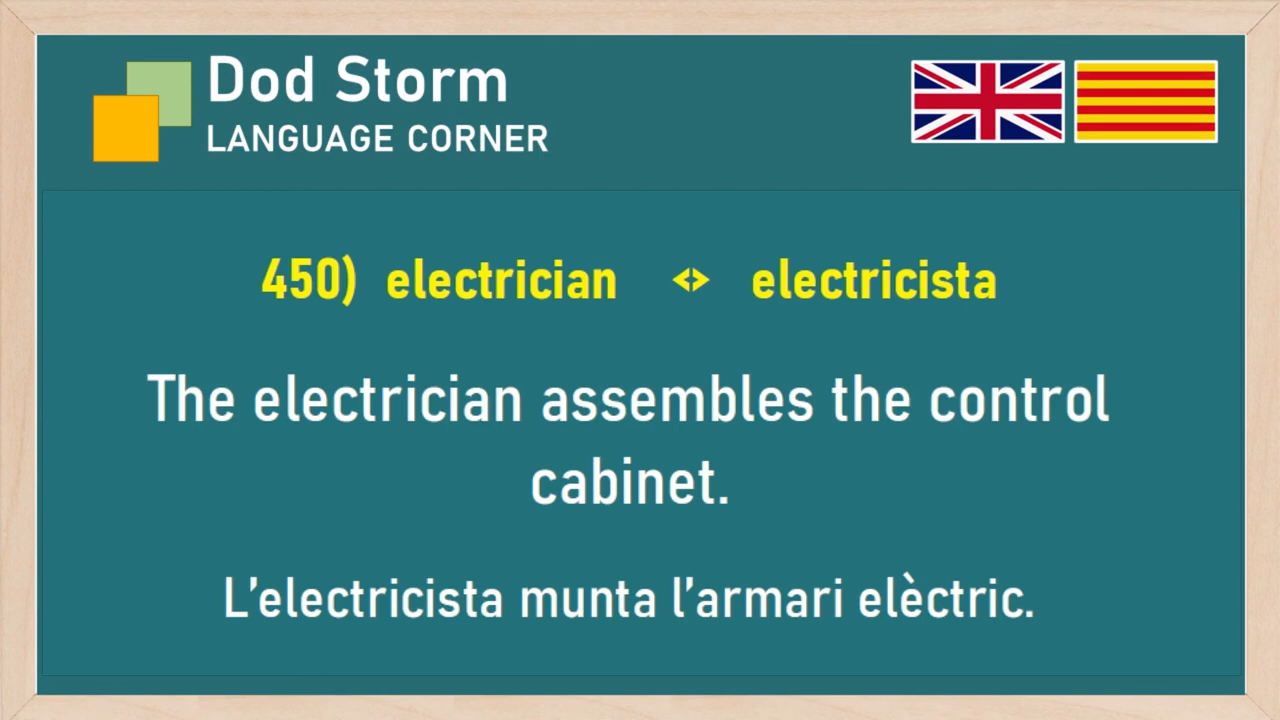 Dod Storm
LANGUAGE CORNER
450) electrician <> electricista
The electrician assembles the control
cabinet.
L’electricista munta l’armari elèctric.